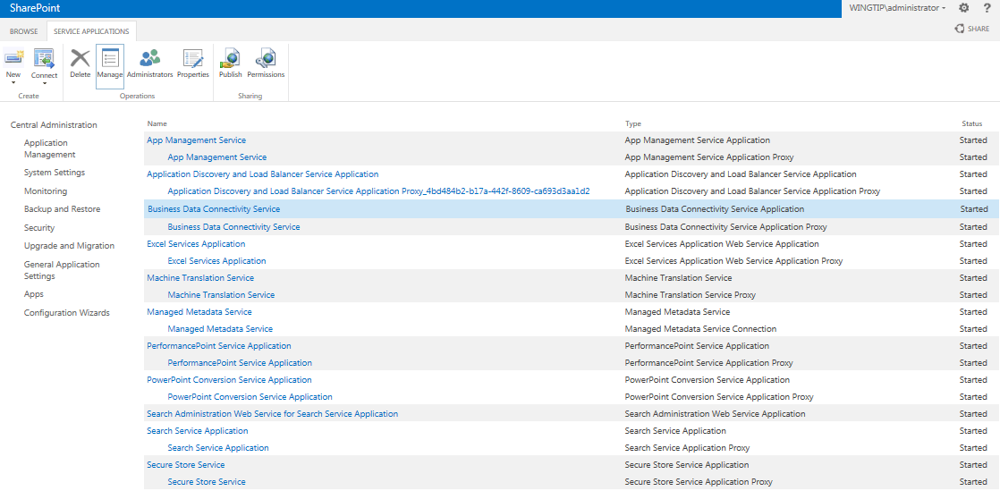 SharePoint WINGTIP\administrator ?
BROWSE SERVICE APPLICATIONS SHARE
New Connect Delete Manage Administrators Properties Publish Permissions
Create Operations Sharing
Central Administration
Application
Management
System Settings
Monitoring
Backup and Restore
Security
Upgrade and Migration
General Application
Settings
Apps
Configuration Wizards
Name Type Status
App Management Service App Management Service Application Started
App Management Service App Management Service Application Proxy Started
Application Discovery and Load Balancer Service Application Application Discovery and Load Balancer Service Application Started
Application Discovery and Load Balancer Service Application Proxy_4bd484b2-b17a-442f-8609-ca693d3aa1d2 Application Discovery and Load Balancer Service Application Proxy Started
Business Data Connectivity Service Business Data Connectivity Service Application Started
Business Data Connectivity Service Business Data Connectivity Service Application Proxy Started
Excel Services Application Excel Services Application Web Service Application Started
Excel Services Application Excel Services Application Web Service Application Proxy Started
Machine Translation Service Machine Translation Service Started
Machine Translation Service Machine Translation Service Proxy Started
Managed Metadata Service Managed Metadata Service Started
Managed Metadata Service Managed Metadata Service Connection Started
PerformancePoint Service Application PerformancePoint Service Application Started
PerformancePoint Service Application PerformancePoint Service Application Proxy Started
PowerPoint Conversion Service Application PowerPoint Conversion Service Application Started
PowerPoint Conversion Service Application PowerPoint Conversion Service Application Proxy Started
Search Administration Web Service for Search Service Application Search Administration Web Service Application Started
Search Service Application Search Service Application Started
Search Service Application Search Service Application Proxy Started
Secure Store Service Secure Store Service Application Started
Secure Store Service Secure Store Service Application Proxy Started